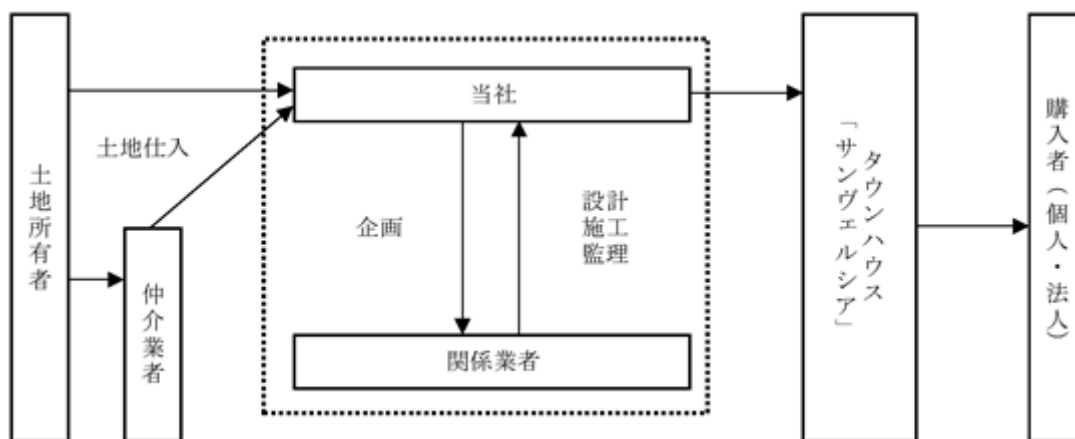 土地所有者
土地仕入
仲介業者
当社
企画
設計
施工
監理
関係業者
タウンハウス
「サンヴェルシア」
購入者(個人・法人)